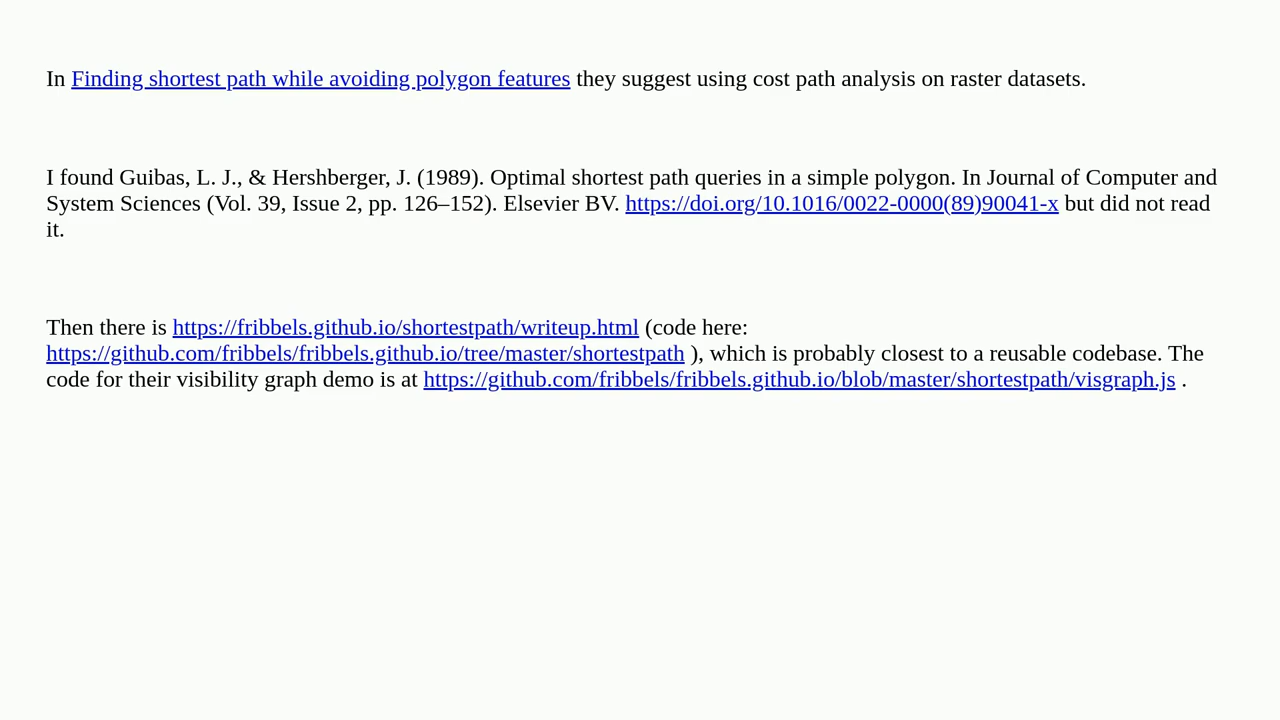 In Finding shortest path while avoiding polygon features they suggest using cost path analysis on raster datasets.
I found Guibas, L. J., & Hershberger, J. (1989). Optimal shortest path queries in a simple polygon. In Journal of Computer and
System Sciences (Vol. 39, Issue 2, pp. 126–152). Elsevier BV. https://doi.org/10.1016/0022-0000(89)90041-x but did not read
it.
Then there is https://fribbels.github.io/shortestpath/writeup.html (code here:
https://github.com/fribbels/fribbels.github.io/tree/master/shortestpath ), which is probably closest to a reusable codebase. The
code for their visibility graph demo is at https://github.com/fribbels/fribbels.github.io/blob/master/shortestpath/visgraph.js .